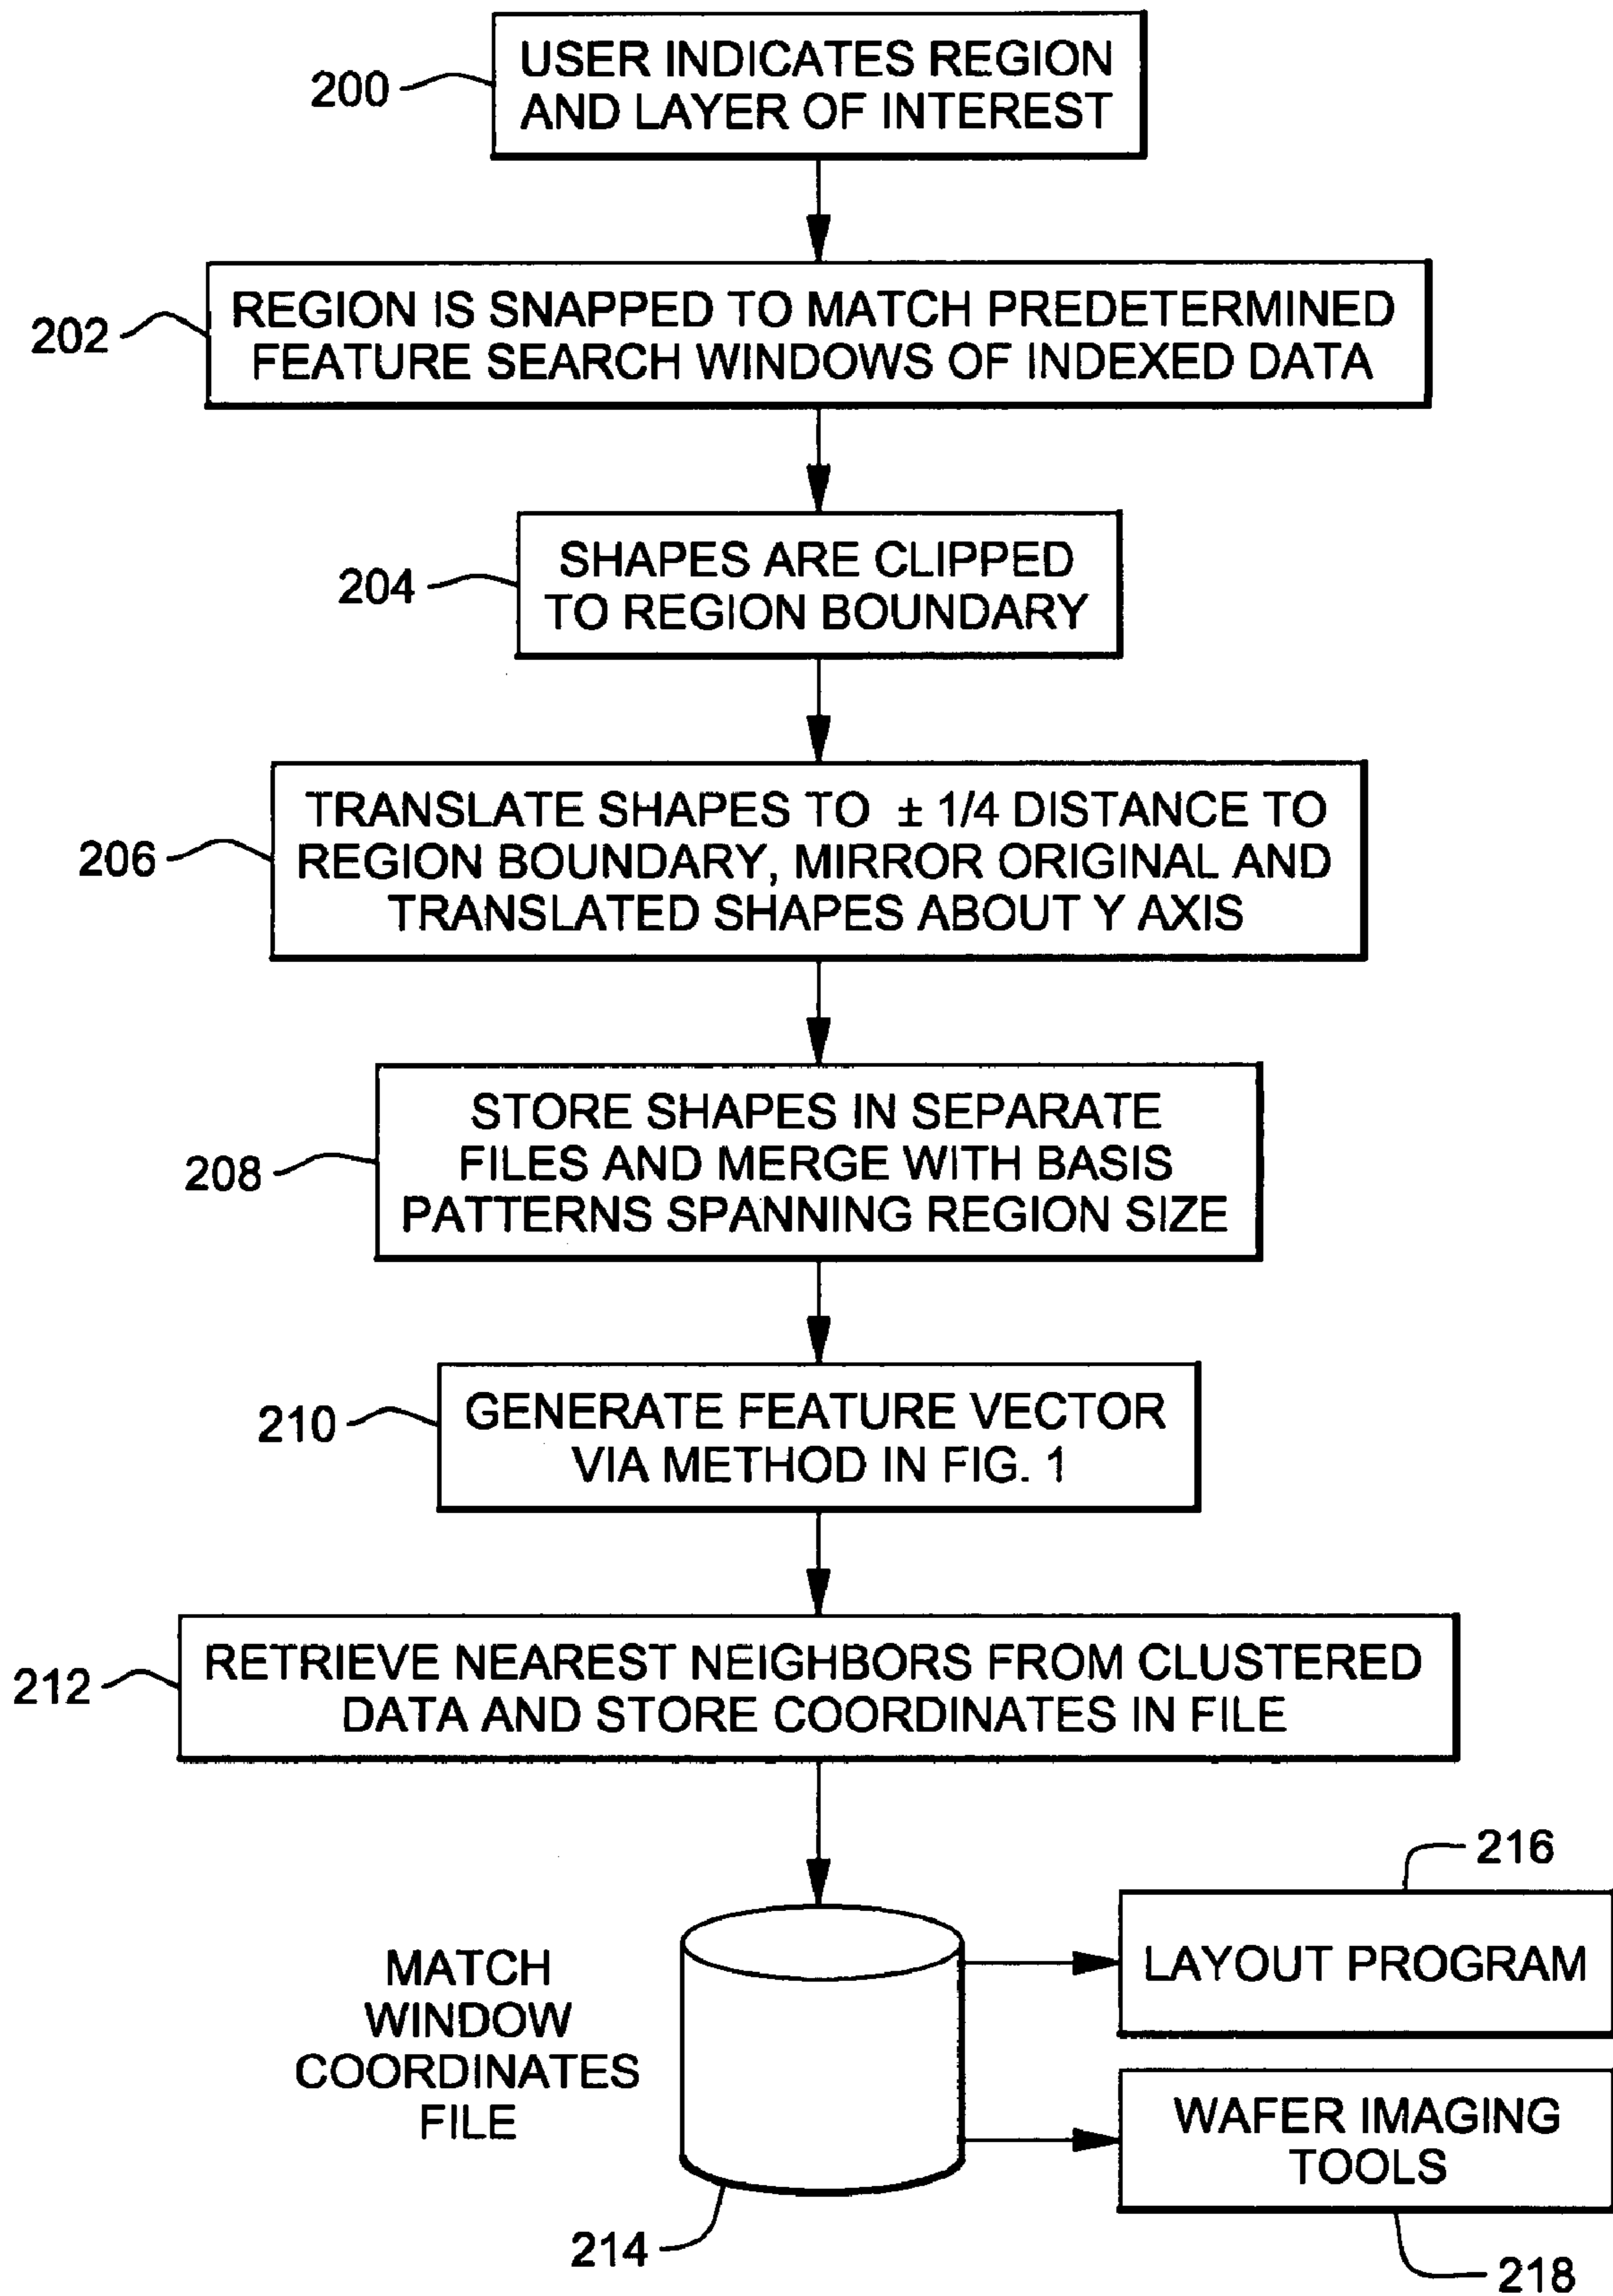 200
USER INDICATES REGION
AND LAYER OF INTEREST
202
REGION IS SNAPPED TO MATCH PREDETERMINED
FEATURE SEARCH WINDOWS OF INDEXED DATA
204
SHAPES ARE CLIPPED
TO REGION BOUNDARY
206
TRANSLATE SHAPES TO ± 1/4 DISTANCE TO
REGION BOUNDARY, MIRROR ORIGINAL AND
TRANSLATED SHAPES ABOUT Y AXIS
208
STORE SHAPES IN SEPARATE
FILES AND MERGE WITH BASIS
PATTERNS SPANNING REGION SIZE
210
GENERATE FEATURE VECTOR
VIA METHOD IN FIG. 1
212
RETRIEVE NEAREST NEIGHBORS FROM CLUSTERED
DATA AND STORE COORDINATES IN FILE
MATCH
WINDOW
COORDINATES
FILE
214
216
LAYOUT PROGRAM
WAFER IMAGING
TOOLS
218